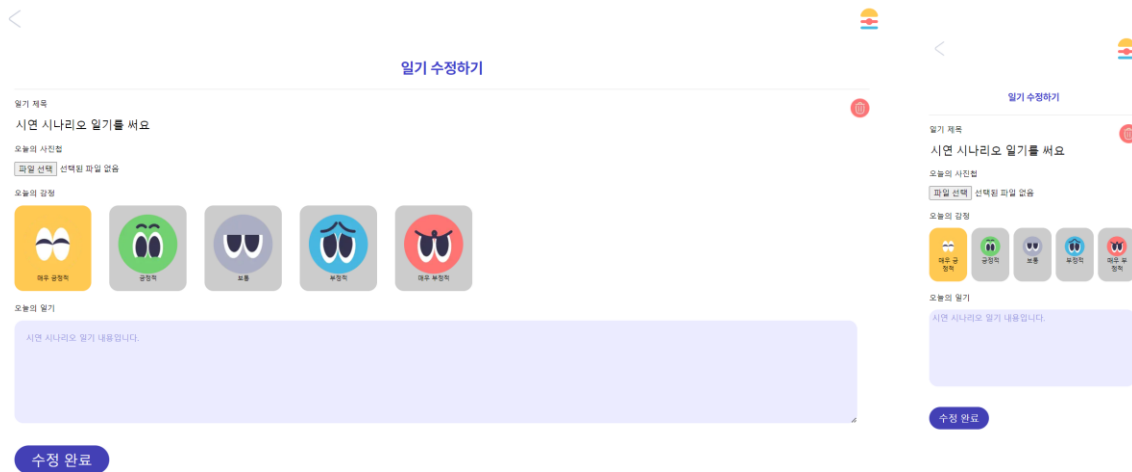 일기 수정하기
일기 제목
시연 시나리오 일기를 써요
오늘의 사진첩
파일 선택 선택된 파일 없음
오늘의 감정
매우 긍정적 긍정적 보통 부정적 매우 부정적
오늘의 일기
시연 시나리오 일기 내용입니다.
수정 완료
일기 수정하기
일기 제목
시연 시나리오 일기를 써요
오늘의 사진첩
파일 선택 선택된 파일 없음
오늘의 감정
매우 긍 긍정적 보통 부정적 매우 부
정적 정적
오늘의 일기
시연 시나리오 일기 내용입니다.
수정 완료